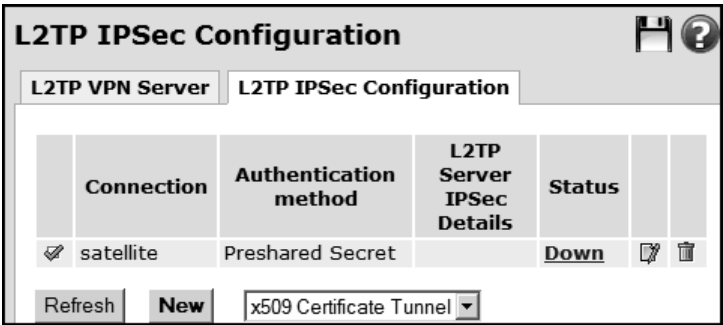 L2TP IPSec Configuration
?
L2TP VPN Server
L2TP IPSec Configuration
Connection
Authentication
method
L2TP
Server
IPSec
Details
Status
satellite
Preshared Secret
Down
Refresh
New
x509 Certificate Tunnel